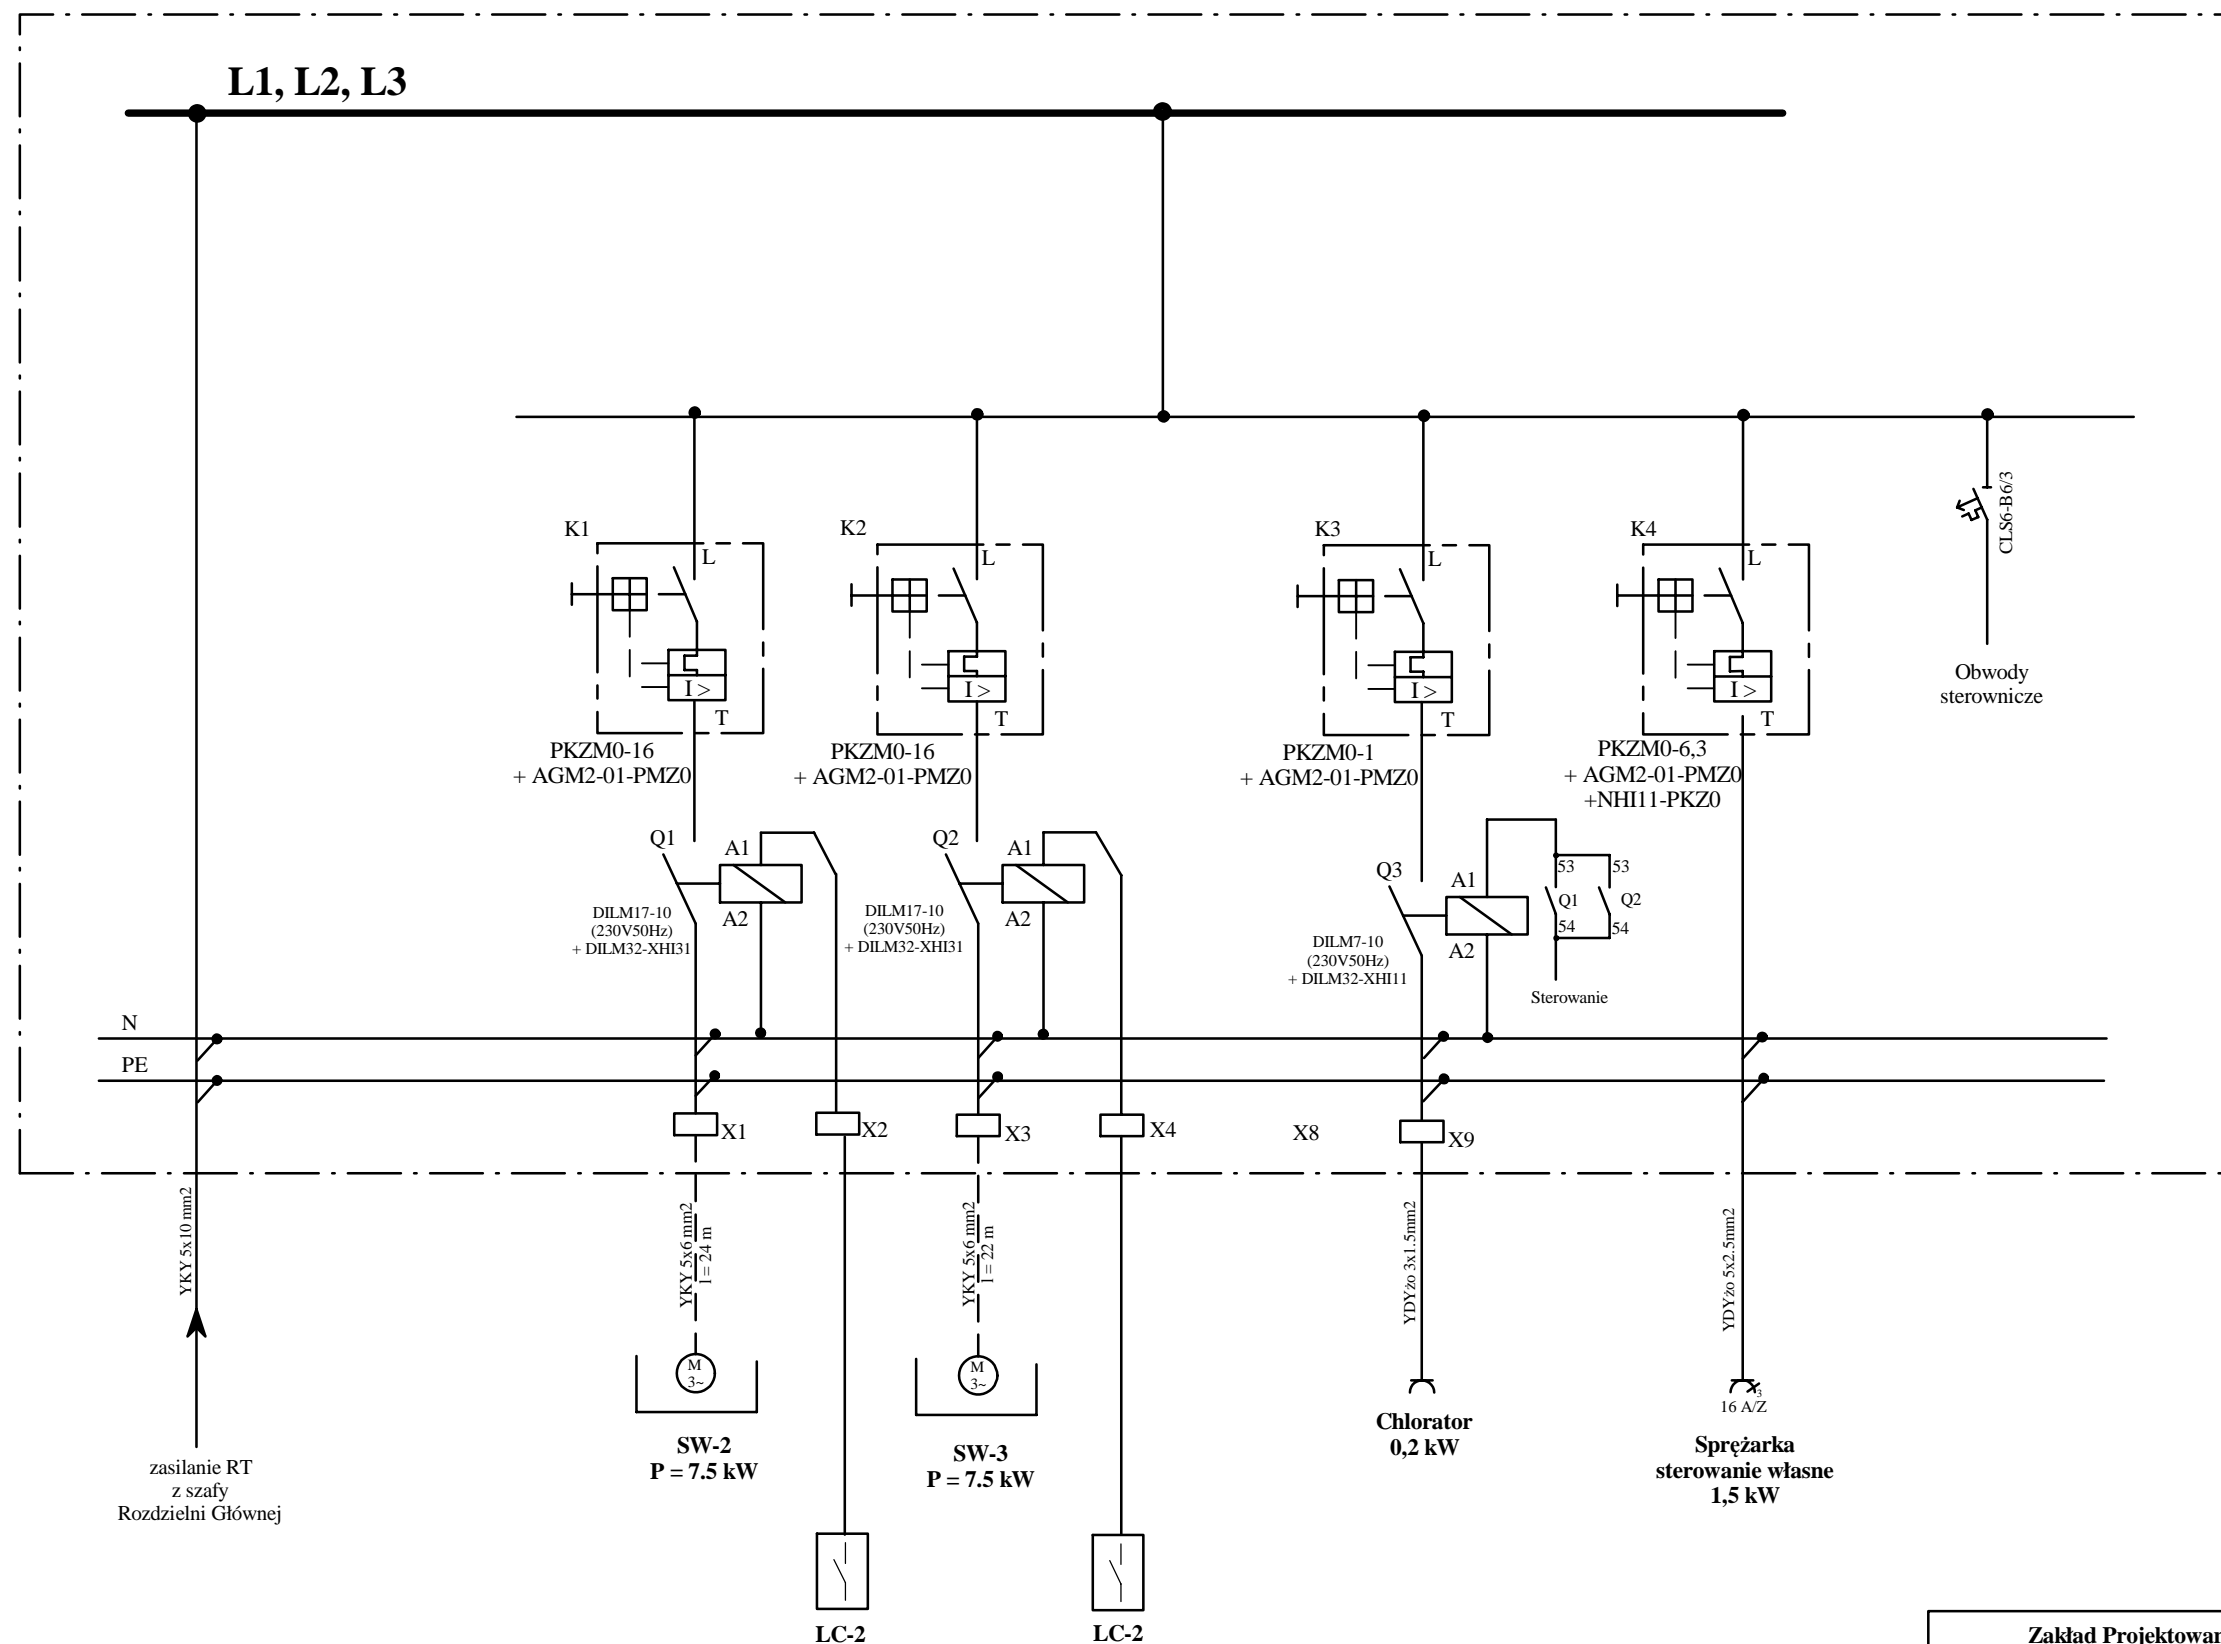 L1, L2, L3
K1
L
I >
T
PKZM0-16
+ AGM2-01-PMZ0
K2
L
I >
T
PKZM0-16
+ AGM2-01-PMZ0
K3
L
I >
T
PKZM0-1
+ AGM2-01-PMZ0
K4
L
I >
T
PKZM0-6,3
+ AGM2-01-PMZ0
+NHI11-PKZ0
CLS6-B6/3
Obwody
sterownicze
Q1
A1
A2
DILM17-10
(230V50Hz)
+ DILM32-XHI31
Q2
A1
A2
DILM17-10
(230V50Hz)
+ DILM32-XHI31
Q3
A1
A2
DILM7-10
(230V50Hz)
+ DILM32-XHI11
53
53
Q1
Q2
54
54
Sterowanie
N
PE
X1
X2
X3
X4
X8
X9
YKY 5x10 mm2
YKY 5x6 mm2
l = 24 m
YKY 5x6 mm2
l = 22 m
YDYżo 3x1.5mm2
YDYżo 5x2.5mm2
M
3~
M
3~
3
16 A/Z
SW-2
P = 7.5 kW
SW-3
P = 7.5 kW
Chlorator
0,2 kW
Sprężarka
sterowanie własne
1,5 kW
zasilanie RT
z szafy
Rozdzielni Głównej
LC-2
LC-2
Zakład Projektowan